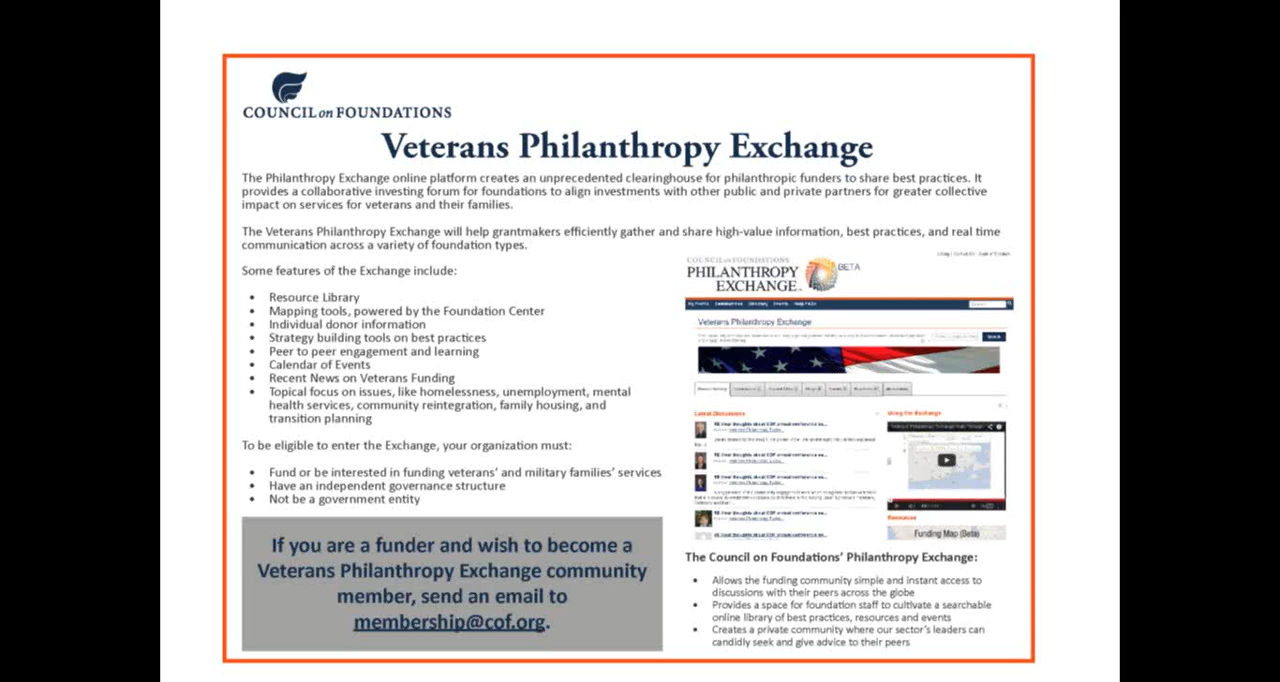 COUNCIL on FOUNDATIONS
Veterans Philanthropy Exchange
The Philanthropy Exchange online platform creates an unprecedented clearinghouse for philanthropic funders to share best practices. It
provides a collaborative investing forum for foundations to align investments with other public and private partners for greater collective
impact on services for veterans and their families.
The Veterans Philanthropy Exchange will help grantmakers efficiently gather and share high-value information, best practices, and real time
communication across a variety of foundation types.
Some features of the Exchange include:
• Resource Library
• Mapping tools, powered by the Foundation Center
• Individual donor information
• Strategy building tools on best practices
• Peer to peer engagement and learning
• Calendar of Events
• Recent News on Veterans Funding
• Topical focus on issues, like homelessness, unemployment, mental
health services, community reintegration, family housing, and
transition planning
To be eligible to enter the Exchange, your organization must:
• Fund or be interested in funding veterans' and military families' services
• Have an independent governance structure
• Not be a government entity
If you are a funder and wish to become a
Veterans Philanthropy Exchange community
member, send an email to
membership@cof.org.
COUNCIL on FOUNDATIONS
PHILANTHROPY
EXCHANGE
BETA
Veterans Philanthropy Exchange
Latest Discussions
Using the Exchange
Resources
Funding Map (Beta)
The Council on Foundations' Philanthropy Exchange:
• Allows the funding community simple and instant access to
discussions with their peers across the globe
• Provides a space for foundation staff to cultivate a searchable
online library of best practices, resources and events
• Creates a private community where our sector's leaders can
candidly seek and give advice to their peers